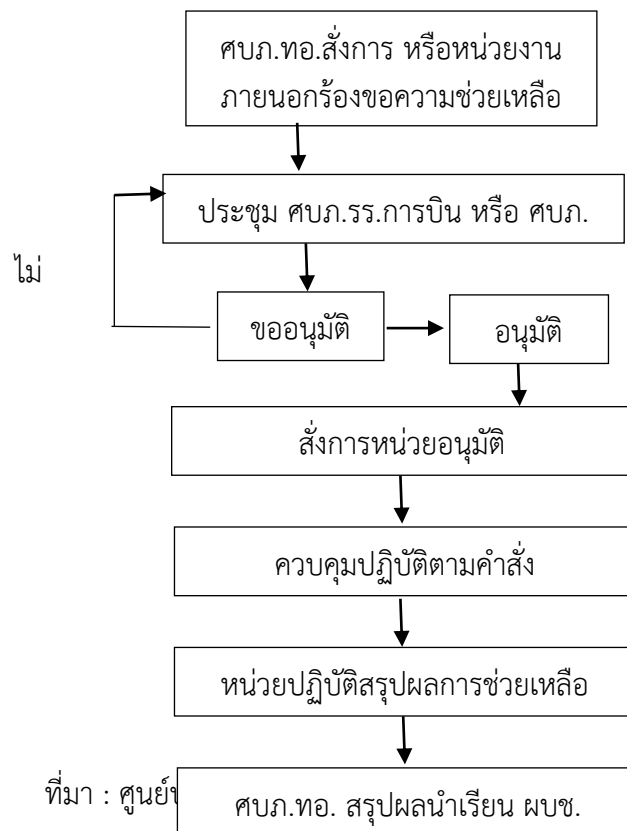 ศบภ.ทอ.สั่งการ หรือหน่วยงาน
ภายนอกร้องขอความช่วยเหลือ
ประชุม ศบภ.รร.การบิน หรือ ศบภ.
ไม่
ขออนุมัติ
อนุมัติ
สั่งการหน่วยอนุมัติ
ควบคุมปฏิบัติตามคำสั่ง
หน่วยปฏิบัติสรุปผลการช่วยเหลือ
ที่มา :
ศบภ.ทอ. สรุปผลนำเรียน ผบช.